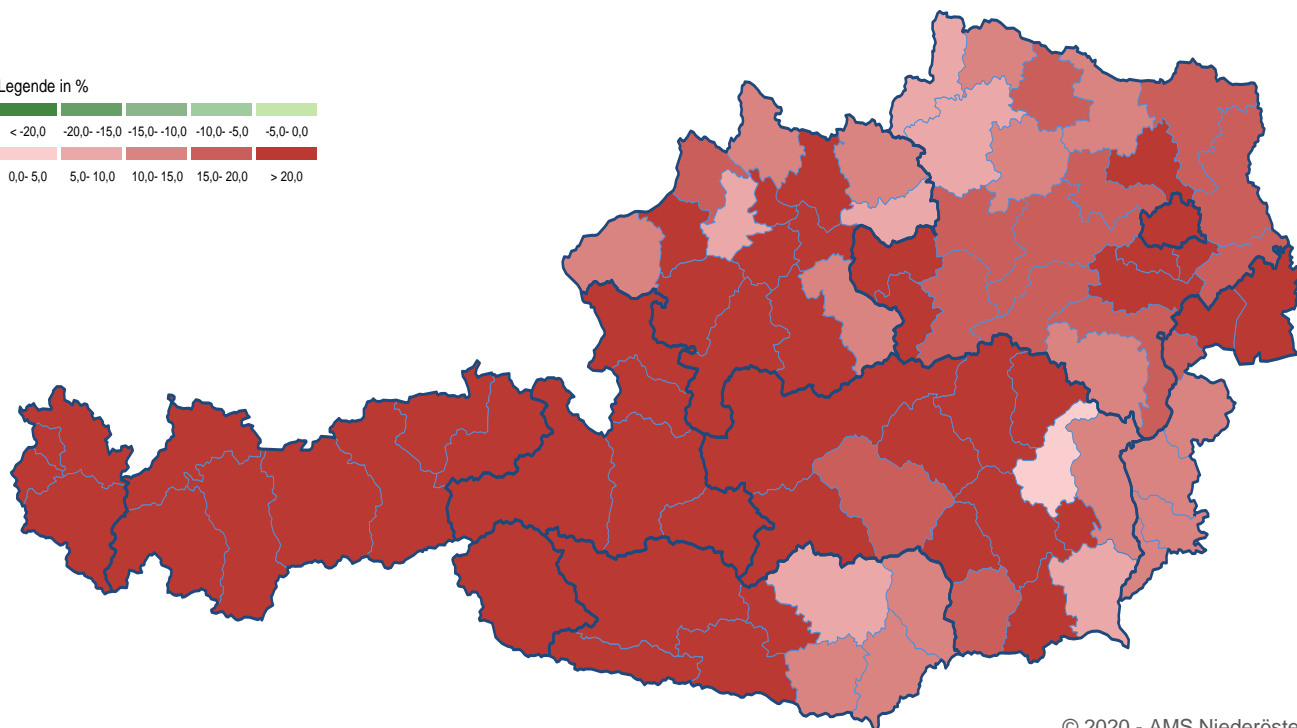 Legende in %
< -20,0 -20,0- -15,0 -15,0- -10,0 -10,0- -5,0 -5,0- 0,0
0,0- 5,0 5,0- 10,0 10,0- 15,0 15,0- 20,0 > 20,0
© 2020 - AMS Niederöste